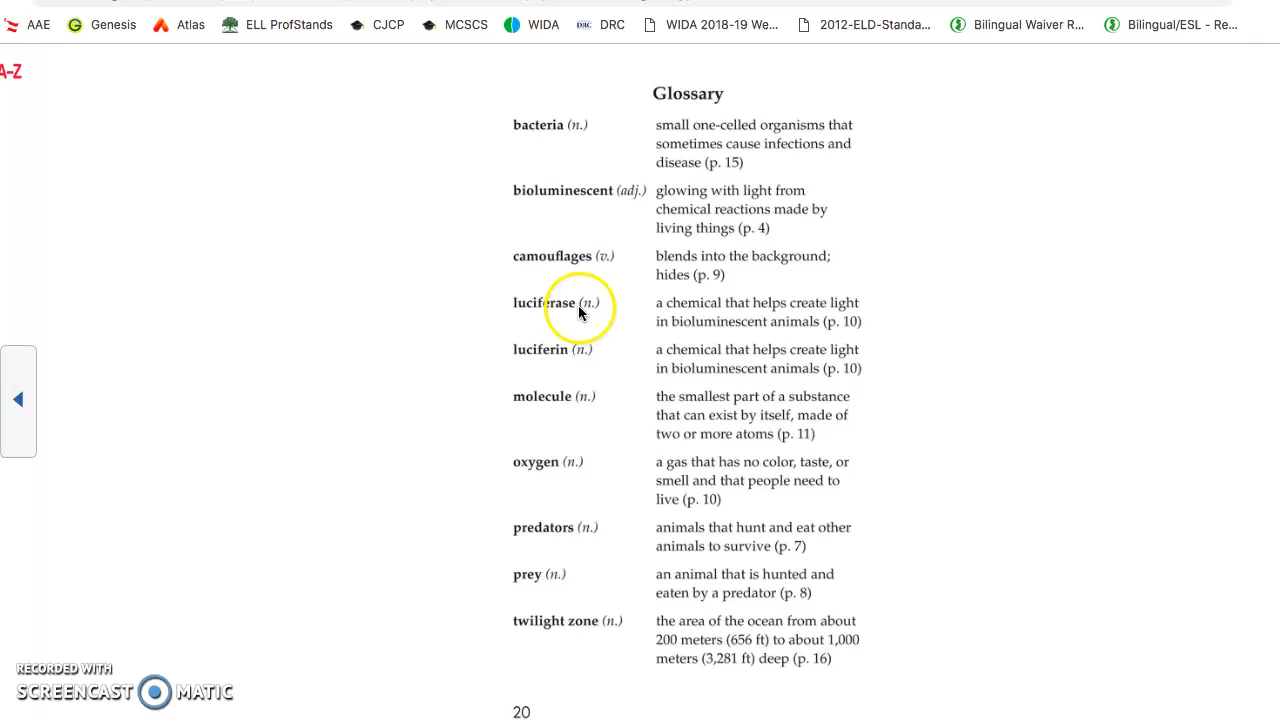 AAE Genesis Atlas ELL ProfStands CJCP MCSCS WIDA DRC WIDA 2018-19 We... 2012-ELD-Standa... Bilingual Waiver R... Bilingual/ESL - Re...
A-Z
Glossary
bacteria (n.) small one-celled organisms that
sometimes cause infections and
disease (p. 15)
bioluminescent (adj.) glowing with light from
chemical reactions made by
living things (p. 4)
camouflages (v.) blends into the background;
hides (p. 9)
luciferase (n.) a chemical that helps create light
in bioluminescent animals (p. 10)
luciferin (n.) a chemical that helps create light
in bioluminescent animals (p. 10)
molecule (n.) the smallest part of a substance
that can exist by itself, made of
two or more atoms (p. 11)
oxygen (n.) a gas that has no color, taste, or
smell and that people need to
live (p. 10)
predators (n.) animals that hunt and eat other
animals to survive (p. 7)
prey (n.) an animal that is hunted and
eaten by a predator (p. 8)
twilight zone (n.) the area of the ocean from about
200 meters (656 ft) to about 1,000
meters (3,281 ft) deep (p. 16)
RECORDED WITH
SCREENCAST MATIC
20